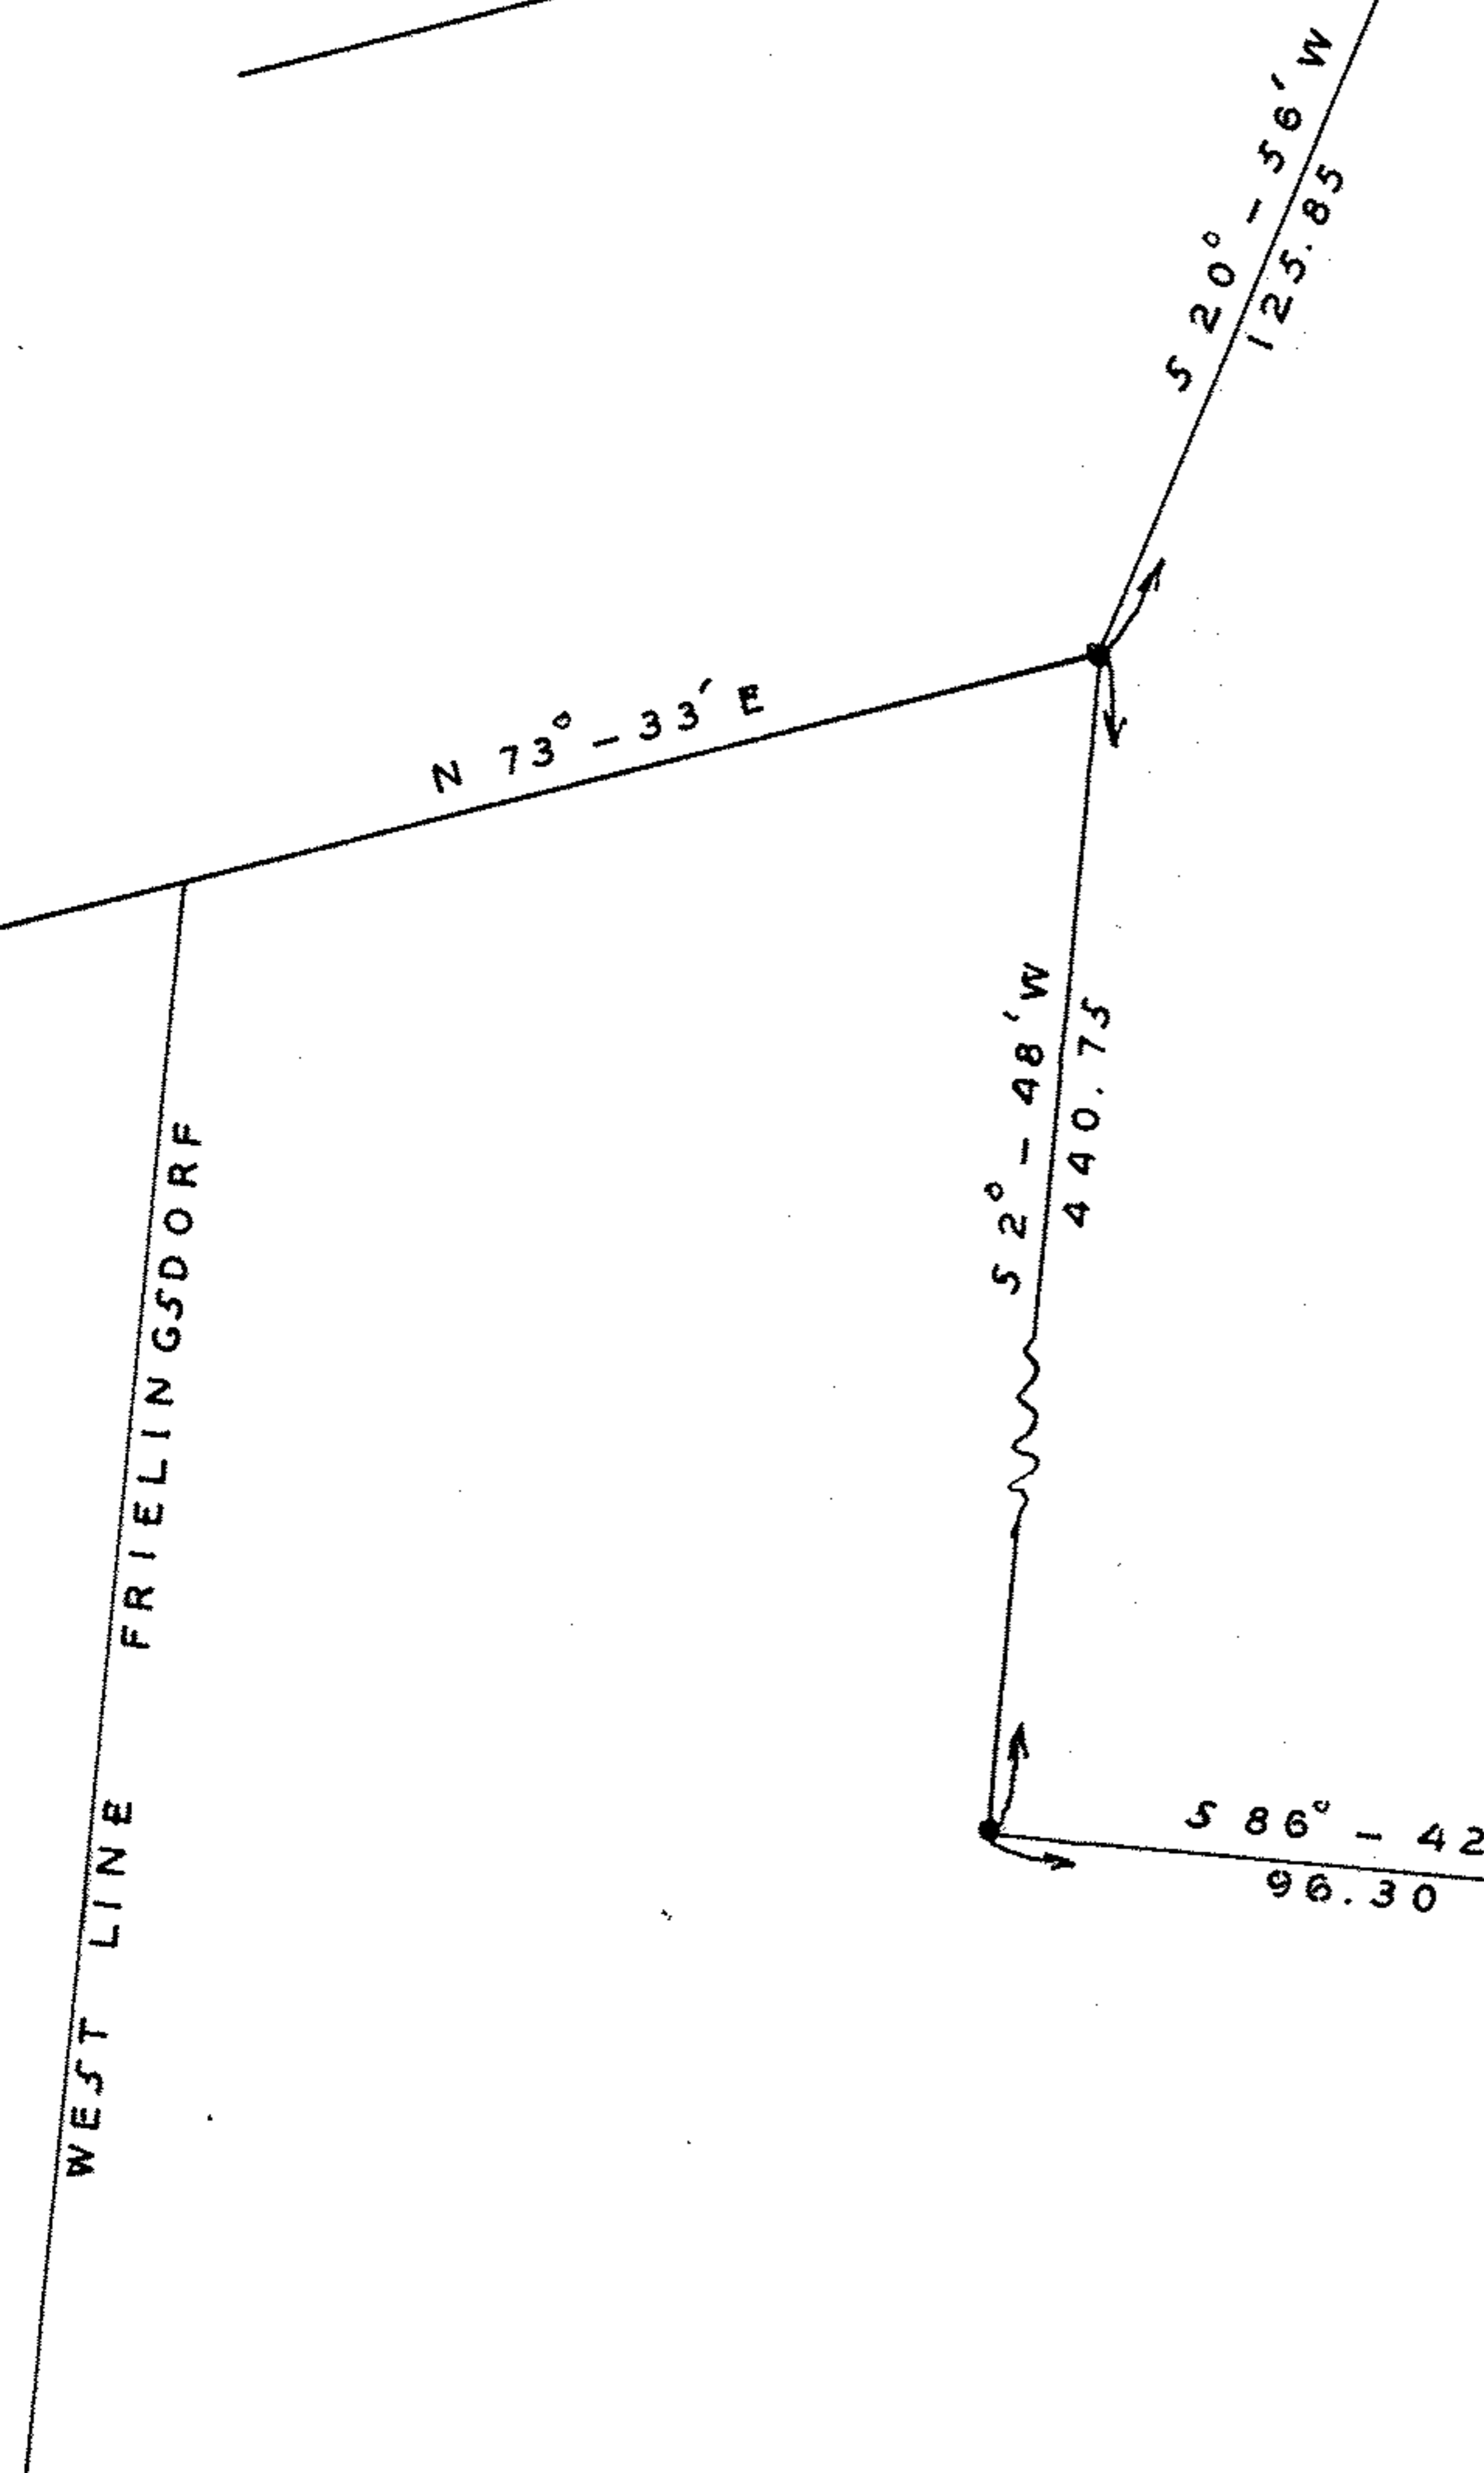 S 20° - 56' W
125.85
N 73° - 33' E
S 2° - 48' W
440.75
WEST LINE FRIELINGSDORF
S 86° - 42
96.30